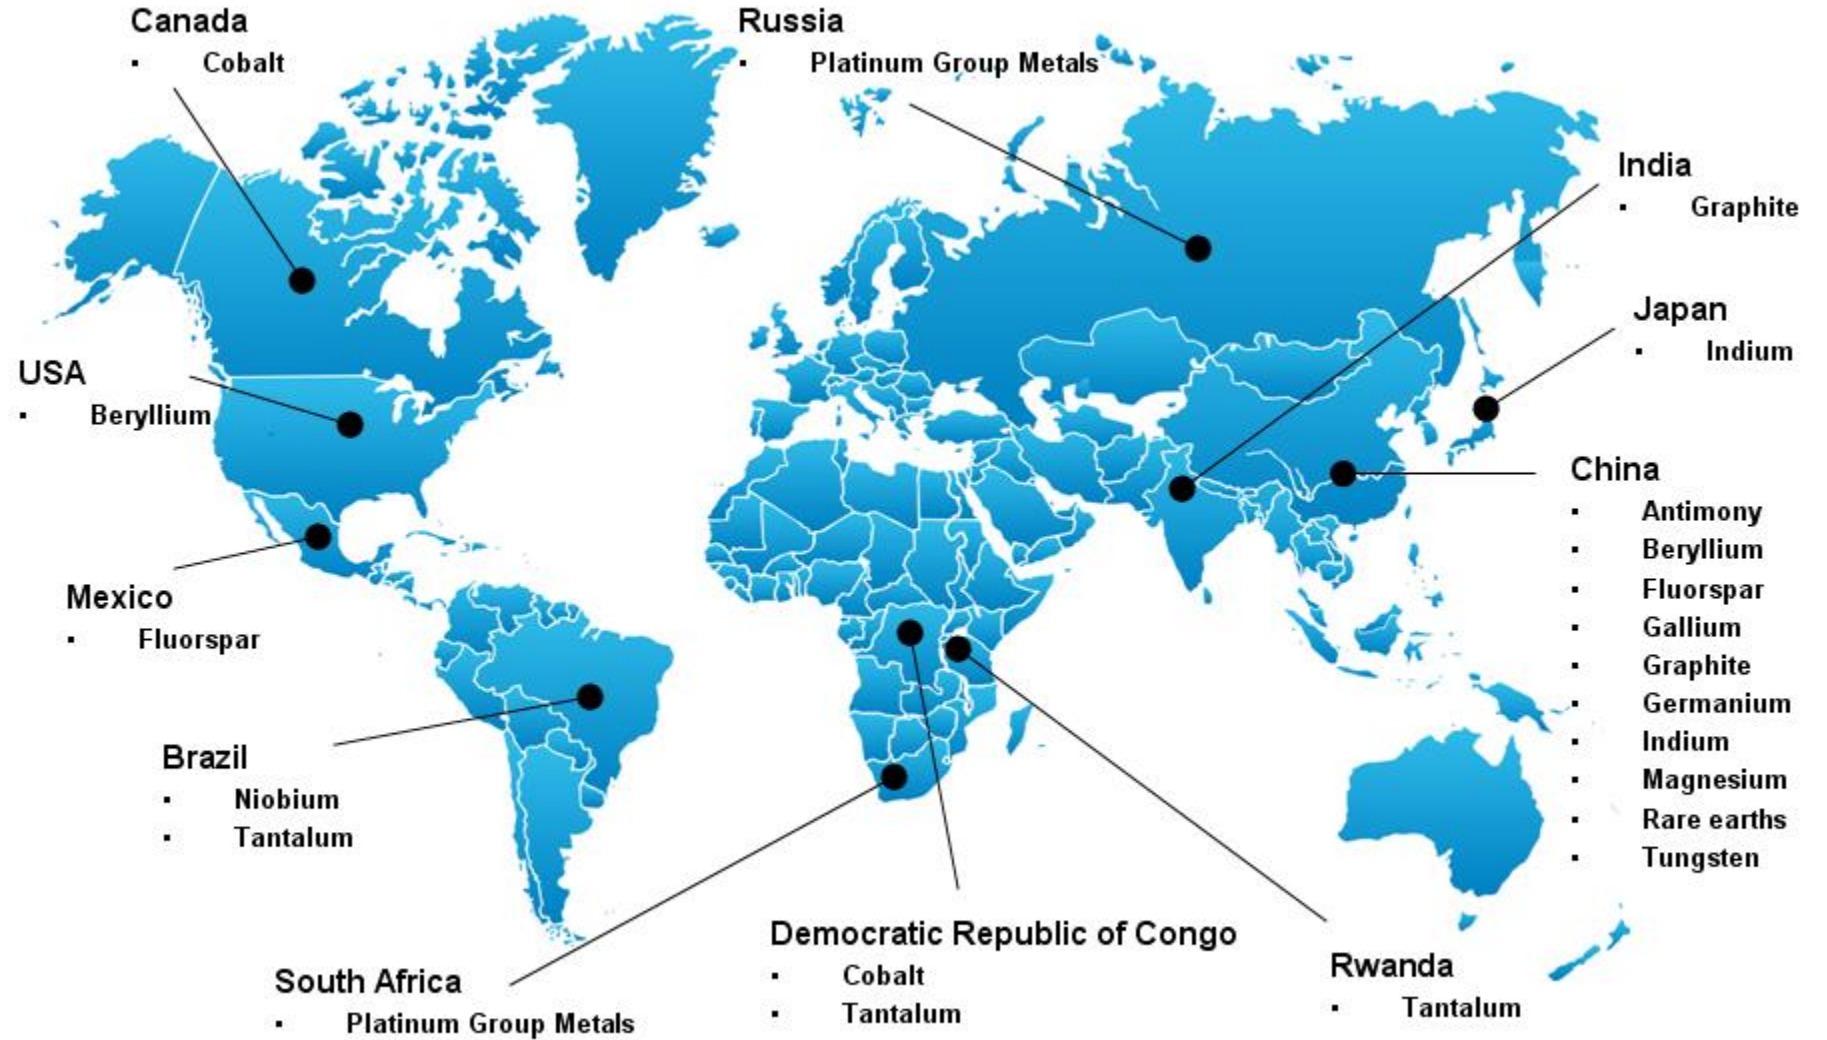 Canada
▪ Cobalt
Russia
▪ Platinum Group Metals
India
▪ Graphite
Japan
▪ Indium
USA
▪ Beryllium
China
▪ Antimony
▪ Beryllium
▪ Fluorspar
▪ Gallium
▪ Graphite
▪ Germanium
▪ Indium
▪ Magnesium
▪ Rare earths
▪ Tungsten
Mexico
▪ Fluorspar
Brazil
▪ Niobium
▪ Tantalum
South Africa
▪ Platinum Group Metals
Democratic Republic of Congo
▪ Cobalt
▪ Tantalum
Rwanda
▪ Tantalum